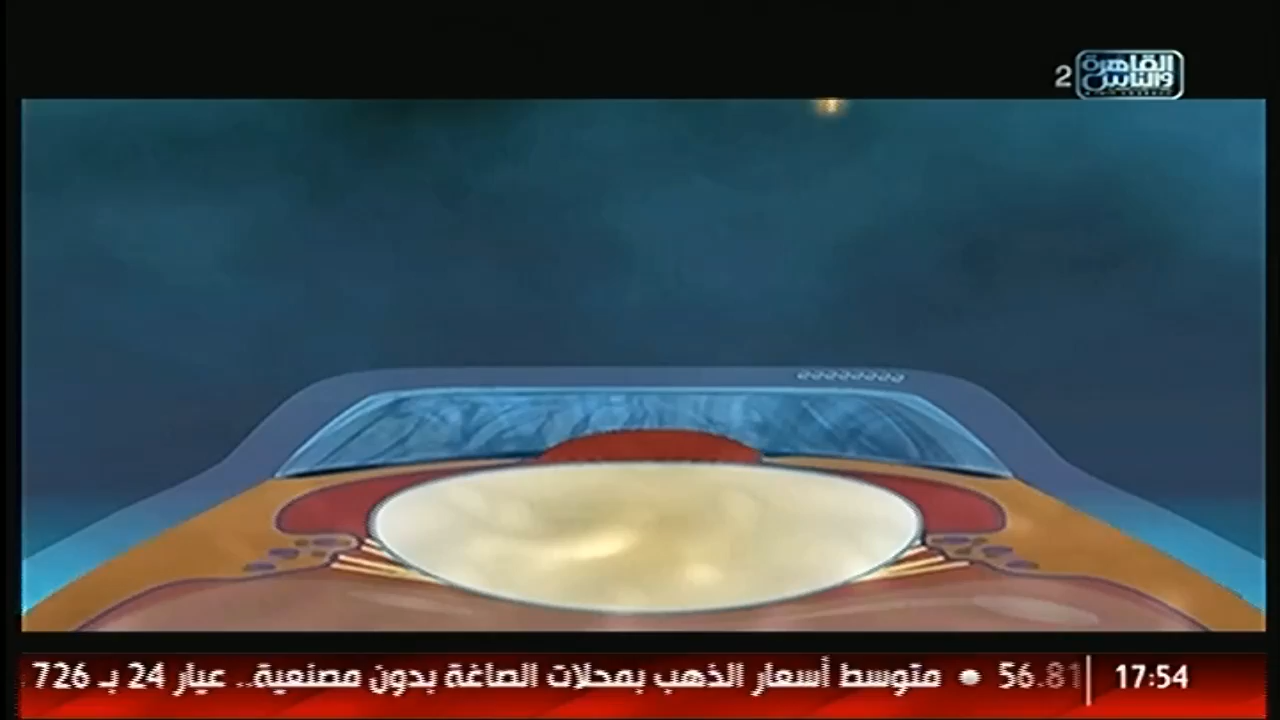 القاهرة 2
والناس
17:54 56.81 • متوسط أسعار الذهب بمحلات الصاغة بدون مصنعية.. عيار 24 بـ 726